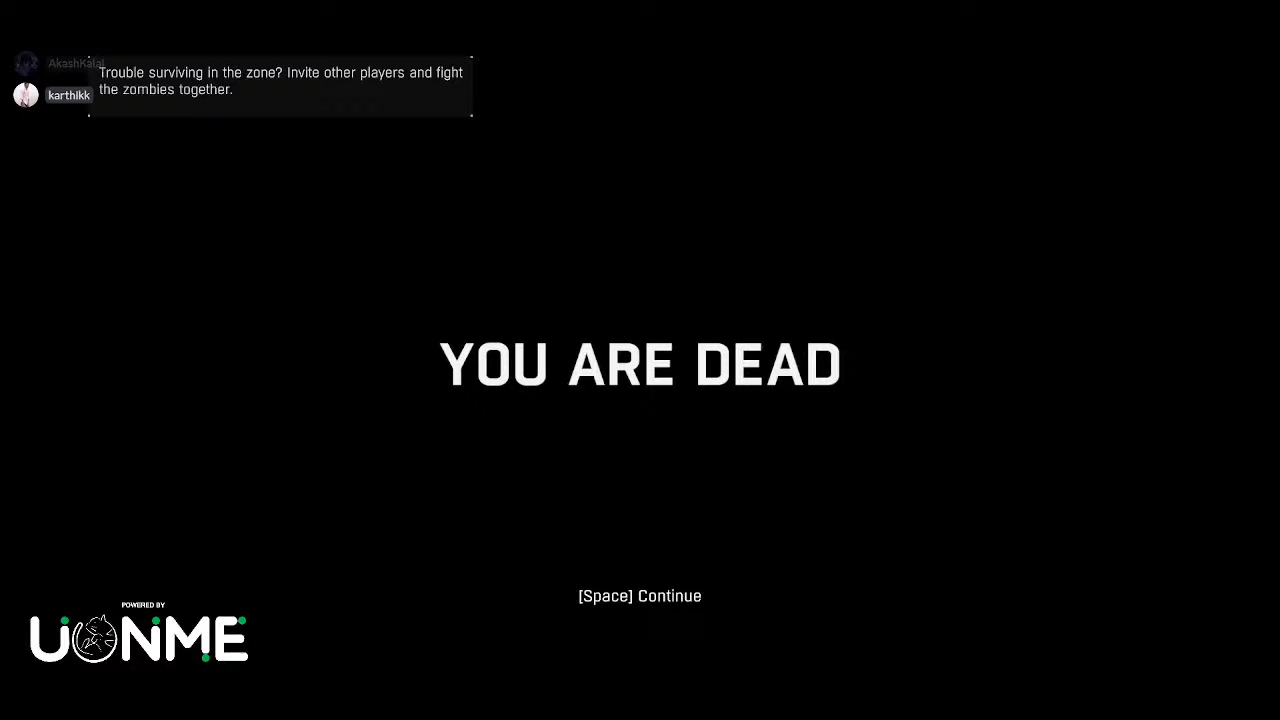 AkashKalal
Trouble surviving in the zone? Invite other players and fight
karthikk
the zombies together.
YOU ARE DEAD
[Space] Continue
POWERED BY
UONME